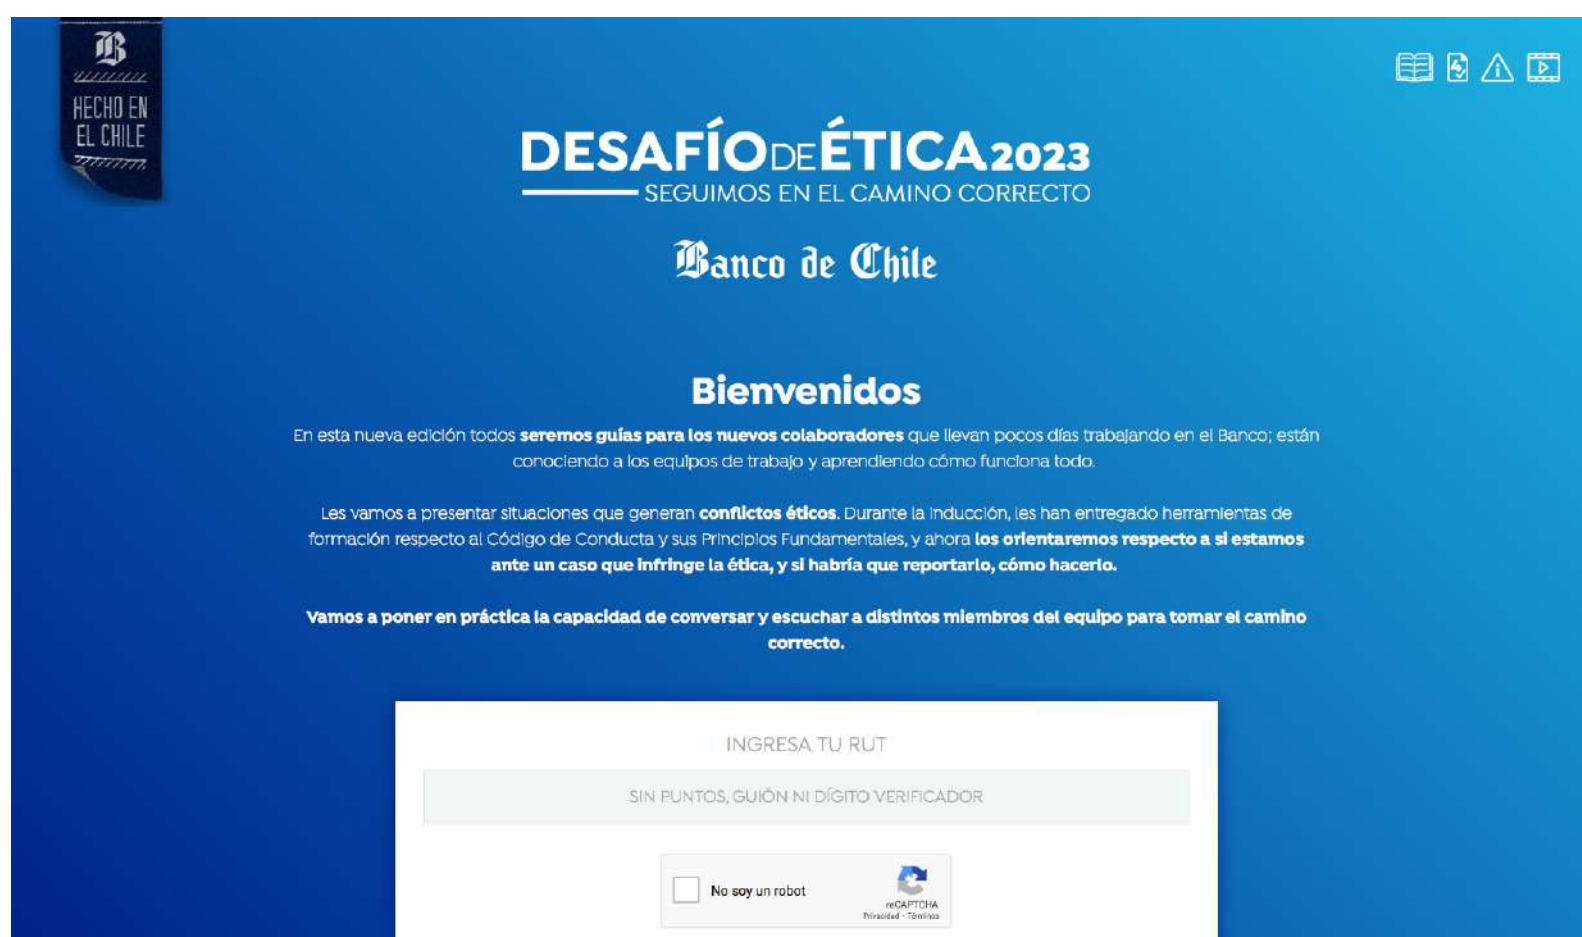 B
HECHO EN
EL CHILE
DESAFÍO DE ÉTICA 2023
SEGUIMOS EN EL CAMINO CORRECTO
Banco de Chile
Bienvenidos
En esta nueva edición todos seremos guías para los nuevos colaboradores que llevan pocos días trabajando en el Banco; están
conociendo a los equipos de trabajo y aprendiendo cómo funciona todo.
Les vamos a presentar situaciones que generan conflictos éticos. Durante la inducción, les han entregado herramientas de
formación respecto al Código de Conducta y sus Principios Fundamentales, y ahora los orientaremos respecto a si estamos
ante un caso que infringe la ética, y si habría que reportarlo, cómo hacerlo.
Vamos a poner en práctica la capacidad de conversar y escuchar a distintos miembros del equipo para tomar el camino
correcto.
INGRESA TU RUT
SIN PUNTOS, GUIÓN NI DÍGITO VERIFICADOR
No soy un robot
reCAPTCHA
Privacidad - Términos